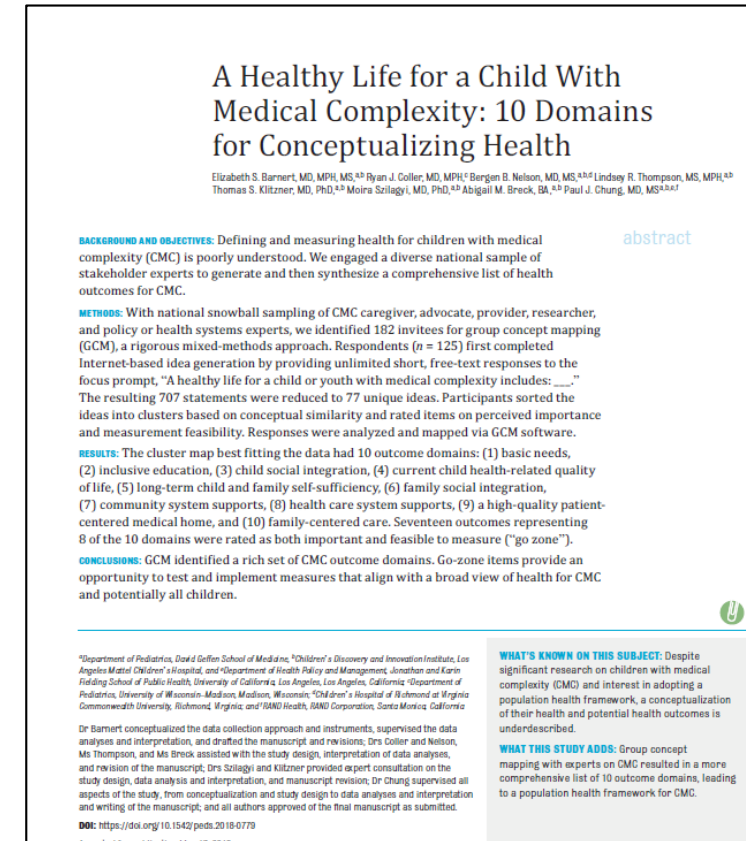 A Healthy Life for a Child With
Medical Complexity: 10 Domains
for Conceptualizing Health
Elizabeth S. Barnert, MD, MPH, MS,a,b Ryan J. Coller, MD, MPH,c Bergen B. Nelson, MD, MS,a,b,d Lindsey R. Thompson, MS, MPH,a,b
Thomas S. Klitzner, MD, PhD,a,b Moira Szilagyi, MD, PhD,a,b Abigail M. Breck, BA,a,b Paul J. Chung, MD, MSa,b,e,f
abstract
BACKGROUND AND OBJECTIVES: Defining and measuring health for children with medical
complexity (CMC) is poorly understood. We engaged a diverse national sample of
stakeholder experts to generate and then synthesize a comprehensive list of health
outcomes for CMC.
METHODS: With national snowball sampling of CMC caregiver, advocate, provider, researcher,
and policy or health systems experts, we identified 182 invitees for group concept mapping
(GCM), a rigorous mixed-methods approach. Respondents (n = 125) first completed
Internet-based idea generation by providing unlimited short, free-text responses to the
focus prompt, “A healthy life for a child or youth with medical complexity includes: ___.”
The resulting 707 statements were reduced to 77 unique ideas. Participants sorted the
ideas into clusters based on conceptual similarity and rated items on perceived importance
and measurement feasibility. Responses were analyzed and mapped via GCM software.
RESULTS: The cluster map best fitting the data had 10 outcome domains: (1) basic needs,
(2) inclusive education, (3) child social integration, (4) current child health-related quality
of life, (5) long-term child and family self-sufficiency, (6) family social integration,
(7) community system supports, (8) health care system supports, (9) a high-quality patient-
centered medical home, and (10) family-centered care. Seventeen outcomes representing
8 of the 10 domains were rated as both important and feasible to measure (“go zone”).
CONCLUSIONS: GCM identified a rich set of CMC outcome domains. Go-zone items provide an
opportunity to test and implement measures that align with a broad view of health for CMC
and potentially all children.
aDepartment of Pediatrics, David Geffen School of Medicine, bChildren's Discovery and Innovation Institute, Los
Angeles Mattel Children's Hospital, and eDepartment of Health Policy and Management, Jonathan and Karin
Fielding School of Public Health, University of California, Los Angeles, Los Angeles, California; cDepartment of
Pediatrics, University of Wisconsin–Madison, Madison, Wisconsin; dChildren's Hospital of Richmond at Virginia
Commonwealth University, Richmond, Virginia; and fRAND Health, RAND Corporation, Santa Monica, California
Dr Barnert conceptualized the data collection approach and instruments, supervised the data
analyses and interpretation, and drafted the manuscript and revisions; Drs Coller and Nelson,
Ms Thompson, and Ms Breck assisted with the study design, interpretation of data analyses,
and revision of the manuscript; Drs Szilagyi and Klitzner provided expert consultation on the
study design, data analysis and interpretation, and manuscript revision; Dr Chung supervised all
aspects of the study, from conceptualization and study design to data analyses and interpretation
and writing of the manuscript; and all authors approved of the final manuscript as submitted.
DOI: https://doi.org/10.1542/peds.2018-0779
WHAT'S KNOWN ON THIS SUBJECT: Despite
significant research on children with medical
complexity (CMC) and interest in adopting a
population health framework, a conceptualization
of their health and potential health outcomes is
underdescribed.
WHAT THIS STUDY ADDS: Group concept
mapping with experts on CMC resulted in a more
comprehensive list of 10 outcome domains, leading
to a population health framework for CMC.